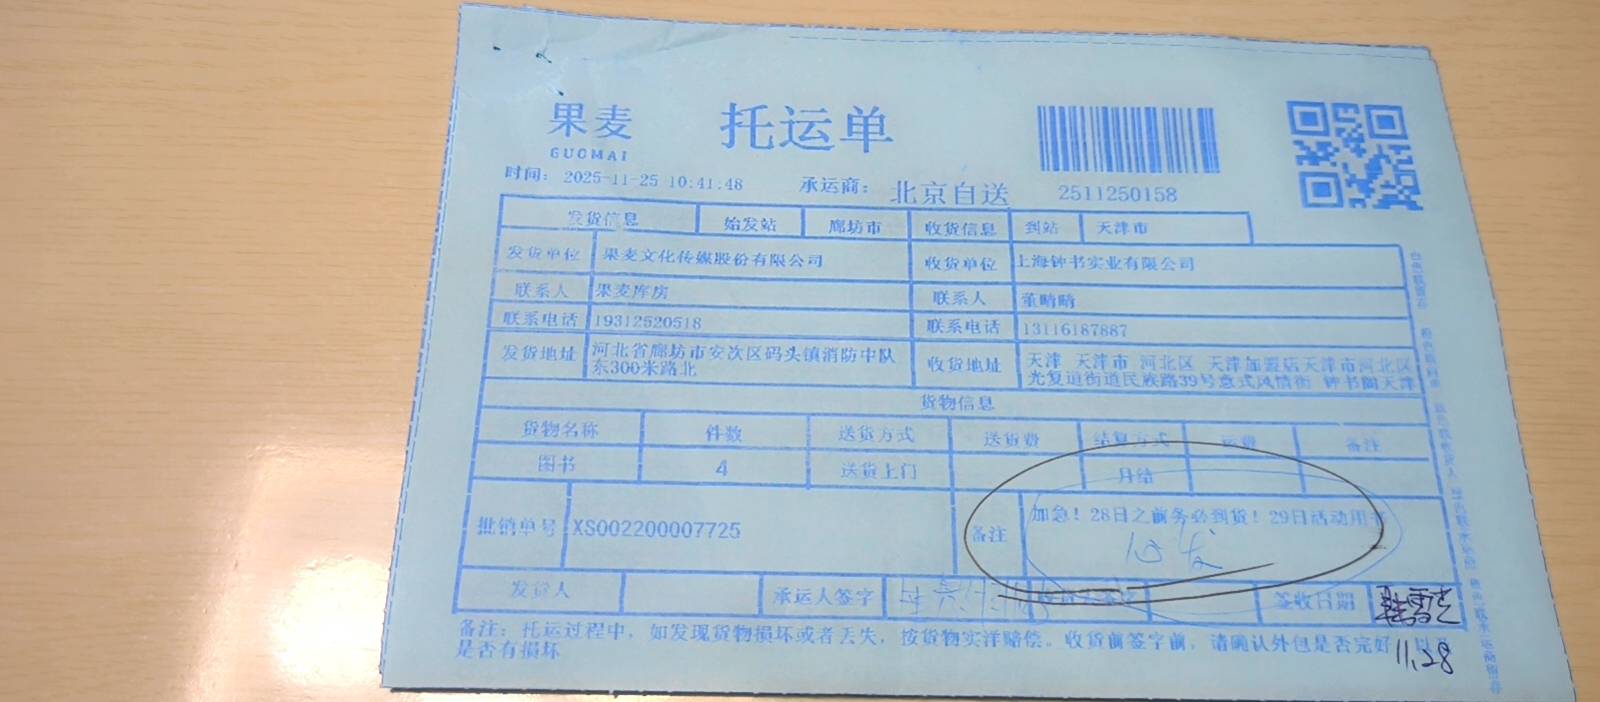 果麦
GUOMAI
托运单
时间: 2025-11-25 10:41:48
承运商: 北京自送
2511250158
发货信息 始发站 廊坊市 收货信息 到站 天津市
发货单位 果麦文化传媒股份有限公司 收货单位 上海钟书实业有限公司
联系人 果麦库房 联系人 董晴晴
联系电话 19312520518 联系电话 13116187887
发货地址 河北省廊坊市安次区码头镇消防中队
东300米路北
收货地址 天津 天津市 河北区 天津加盟店天津市河北区
光复道街道民族路39号意式风情街 钟书阁天津
货物信息
货物名称 件数 送货方式 送货费 结算方式 运费 备注
图书 4 送货上门 月结
批销单号 XS002200007725 备注 加急! 28日之前务必到货! 29日活动用
发货人 承运人签字 签收日期
备注: 托运过程中, 如发现货物损坏或者丢失, 按货物实洋赔偿。收货前签字前, 请确认外包是否完好
是否有损坏
11.28